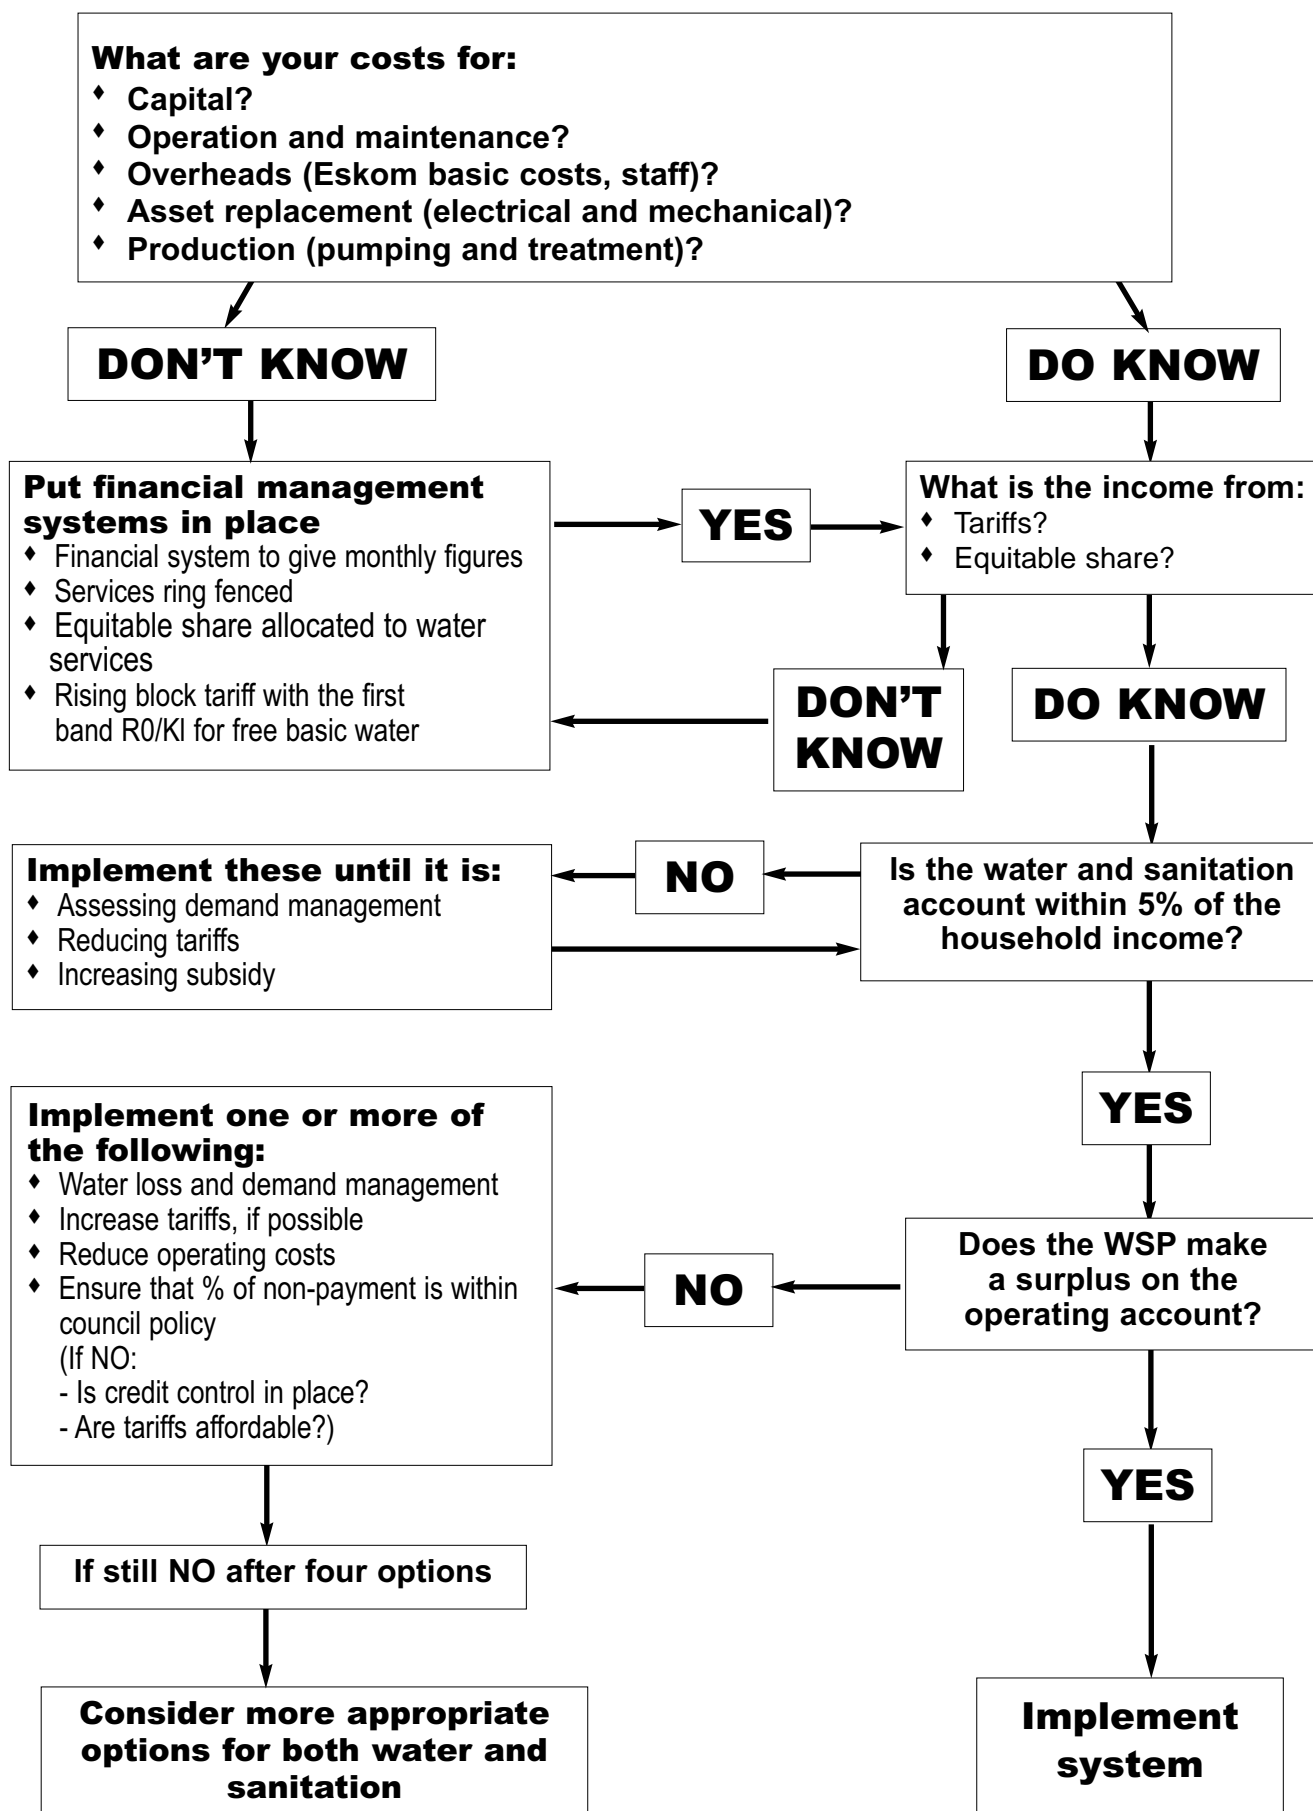 What are your costs for:
♦ Capital?
♦ Operation and maintenance?
♦ Overheads (Eskom basic costs, staff)?
♦ Asset replacement (electrical and mechanical)?
♦ Production (pumping and treatment)?
DON'T KNOW
DO KNOW
Put financial management
systems in place
♦ Financial system to give monthly figures
♦ Services ring fenced
♦ Equitable share allocated to water
services
♦ Rising block tariff with the first
band R0/Kl for free basic water
YES
What is the income from:
♦ Tariffs?
♦ Equitable share?
DON'T
KNOW
DO KNOW
Implement these until it is:
♦ Assessing demand management
♦ Reducing tariffs
♦ Increasing subsidy
NO
Is the water and sanitation
account within 5% of the
household income?
YES
Implement one or more of
the following:
♦ Water loss and demand management
♦ Increase tariffs, if possible
♦ Reduce operating costs
♦ Ensure that % of non-payment is within
council policy
(If NO:
- Is credit control in place?
- Are tariffs affordable?)
NO
Does the WSP make
a surplus on the
operating account?
YES
If still NO after four options
Consider more appropriate
options for both water and
sanitation
Implement
system